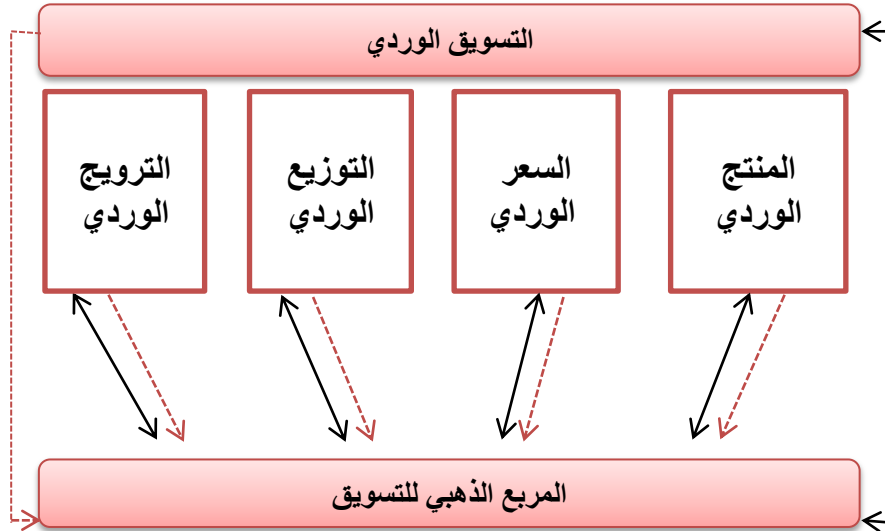 التسويق الوردي
المنتج
الوردي
السعر
الوردي
التوزيع
الوردي
الترويج
الوردي
المربع الذهبي للتسويق